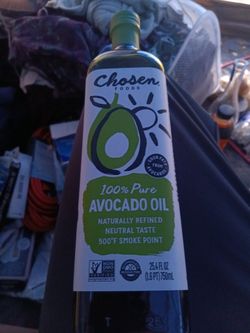 Chosen
FOODS
100% Pure
AVOCADO OIL
NATURALLY REFINED
NEUTRAL TASTE
500°F SMOKE POINT
25.4 FL OZ
(1.6 PT) 750mL